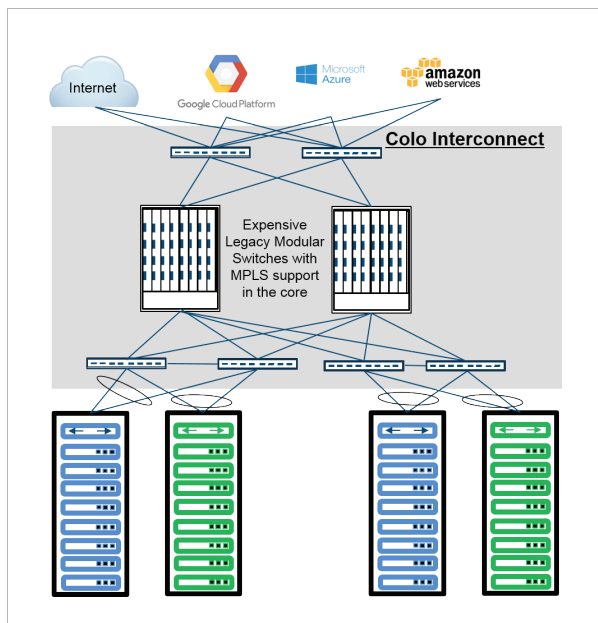 Internet
Google Cloud Platform
Microsoft
Azure
amazon
web services
Colo Interconnect
Expensive
Legacy Modular
Switches with
MPLS support
in the core